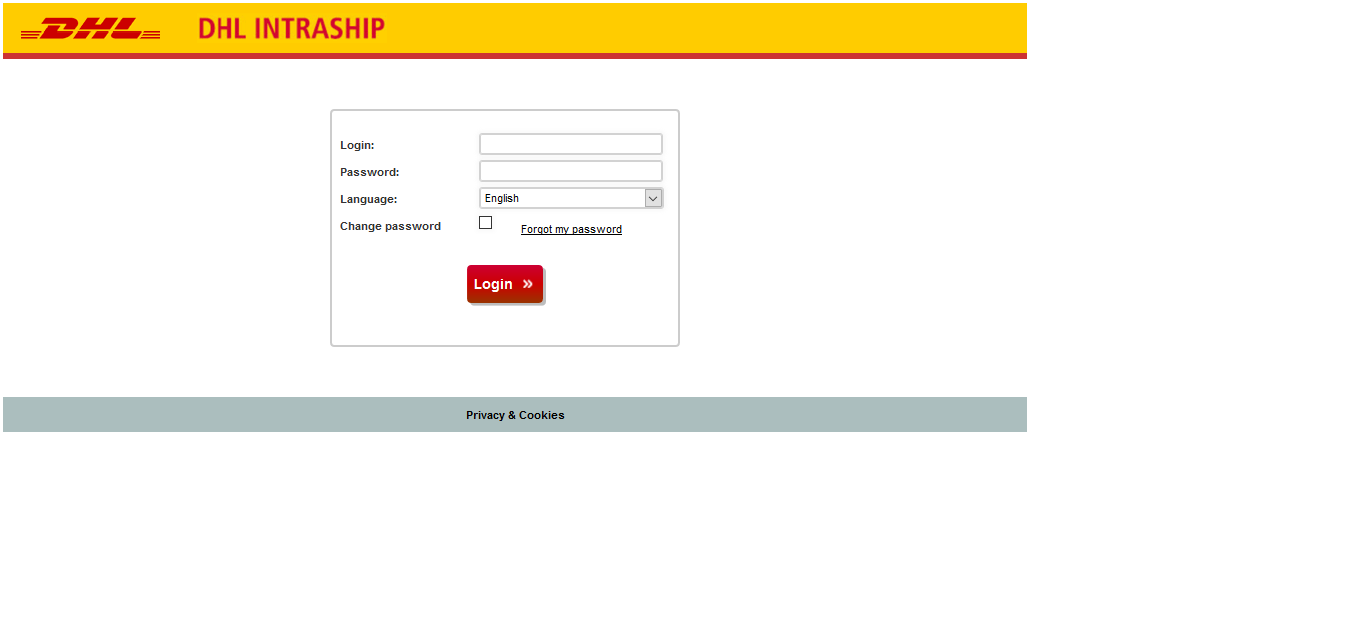 DHL DHL INTRASHIP
Login:
Password:
Language: English
Change password Forgot my password
Login »
Privacy & Cookies